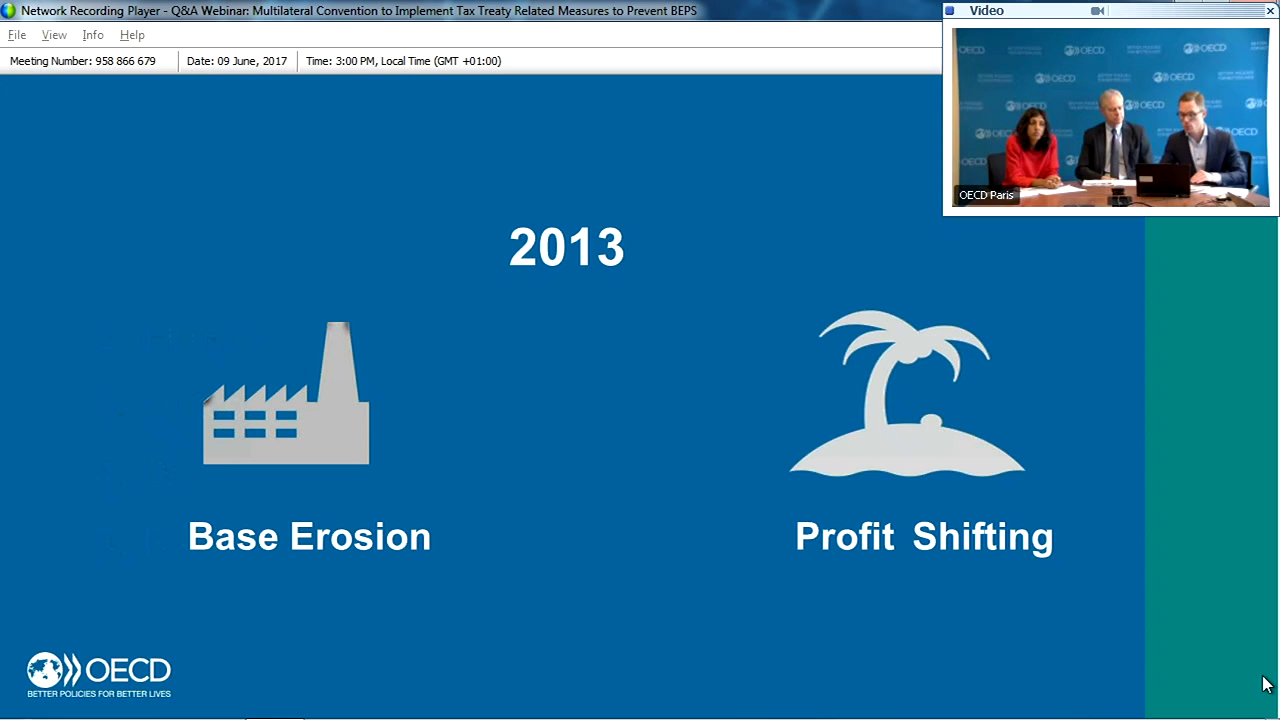 Network Recording Player - Q&A Webinar: Multilateral Convention to Implement Tax Treaty Related Measures to Prevent BEPS
File View Info Help
Meeting Number: 958 866 679 Date: 09 June, 2017 Time: 3:00 PM, Local Time (GMT +01:00)
Video
OECD Paris
2013
Base Erosion
Profit Shifting
OECD
BETTER POLICIES FOR BETTER LIVES